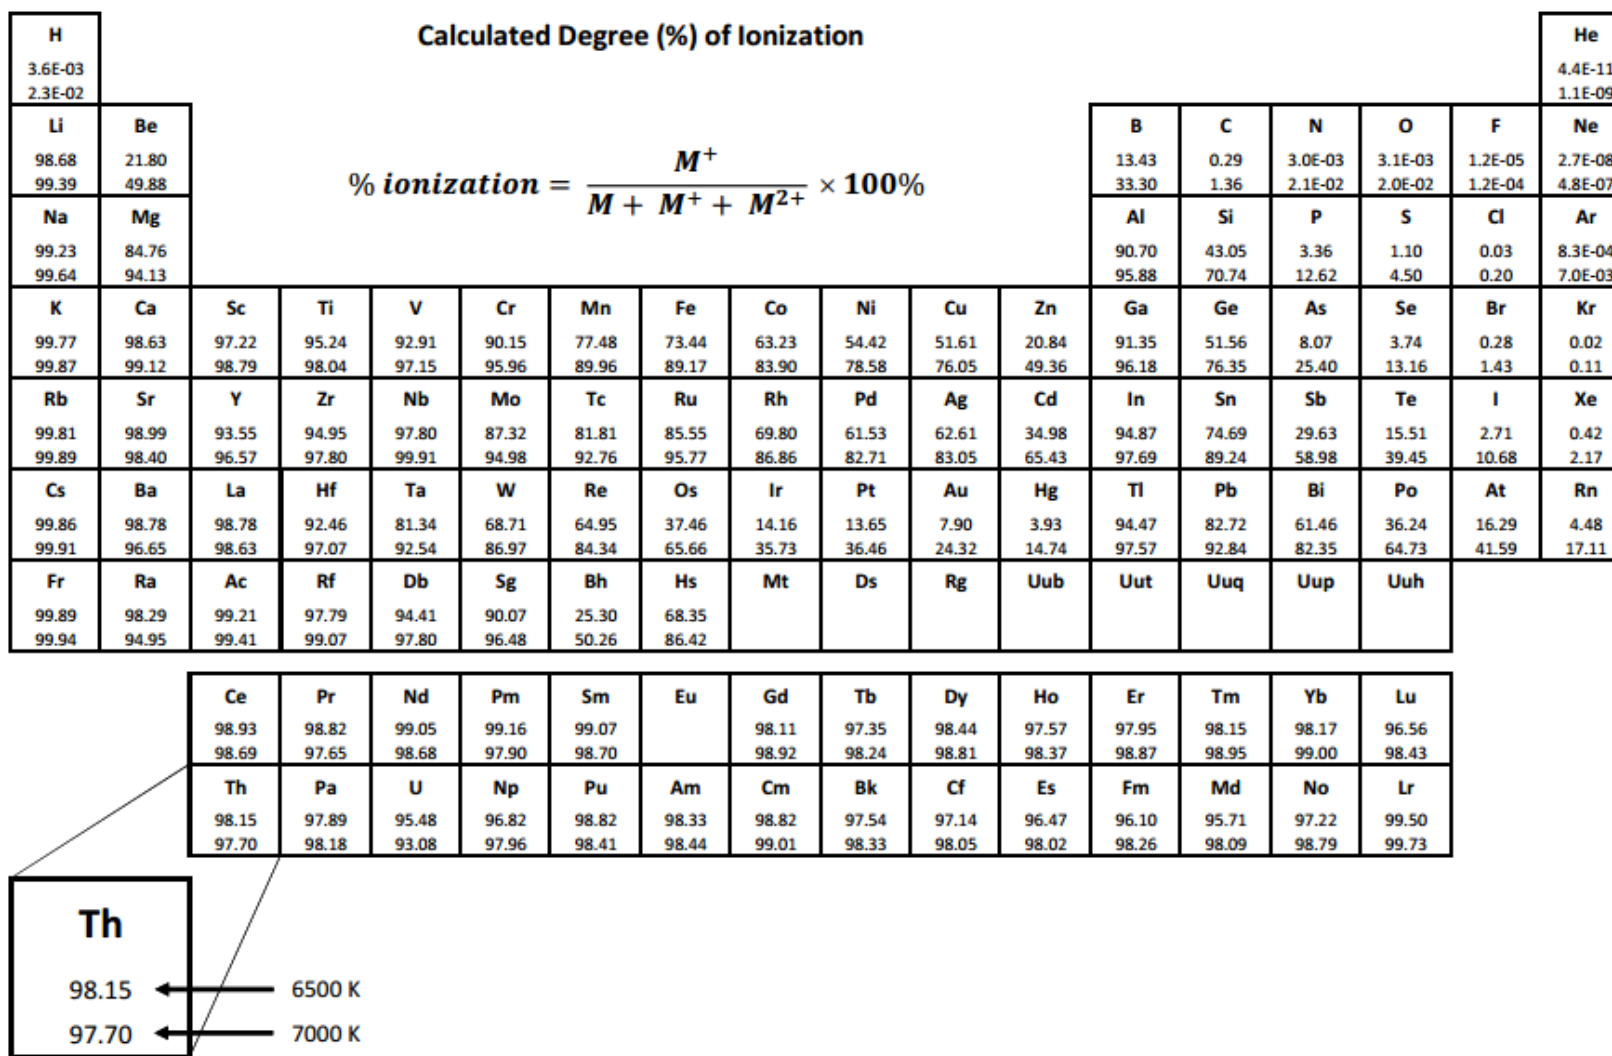 Calculated Degree (%) of Ionization
H He
3.6E-03 4.4E-11
2.3E-02 1.1E-09
Li Be B C N O F Ne
98.68 21.80 13.43 0.29 3.0E-03 3.1E-03 1.2E-05 2.7E-08
99.39 49.88 33.30 1.36 2.1E-02 2.0E-02 1.2E-04 4.8E-07
% ionization = M+ / M + M+ + M2+ × 100%
Na Mg Al Si P S Cl Ar
99.23 84.76 90.70 43.05 3.36 1.10 0.03 8.3E-04
99.64 94.13 95.88 70.74 12.62 4.50 0.20 7.0E-03
K Ca Sc Ti V Cr Mn Fe Co Ni Cu Zn Ga Ge As Se Br Kr
99.77 98.63 97.22 95.24 92.91 90.15 77.48 73.44 63.23 54.42 51.61 20.84 91.35 51.56 8.07 3.74 0.28 0.02
99.87 99.12 98.79 98.04 97.15 95.96 89.96 89.17 83.90 78.58 76.05 49.36 96.18 76.35 25.40 13.16 1.43 0.11
Rb Sr Y Zr Nb Mo Tc Ru Rh Pd Ag Cd In Sn Sb Te I Xe
99.81 98.99 93.55 94.95 97.80 87.32 81.81 85.55 69.80 61.53 62.61 34.98 94.87 74.69 29.63 15.51 2.71 0.42
99.89 98.40 96.57 97.80 99.91 94.98 92.76 95.77 86.86 82.71 83.05 65.43 97.69 89.24 58.98 39.45 10.68 2.17
Cs Ba La Hf Ta W Re Os Ir Pt Au Hg Tl Pb Bi Po At Rn
99.86 98.78 98.78 92.46 81.34 68.71 64.95 37.46 14.16 13.65 7.90 3.93 94.47 82.72 61.46 36.24 16.29 4.48
99.91 96.65 98.63 97.07 92.54 86.97 84.34 65.66 35.73 36.46 24.32 14.74 97.57 92.84 82.35 64.73 41.59 17.11
Fr Ra Ac Rf Db Sg Bh Hs Mt Ds Rg Uub Uut Uuq Uup Uuh
99.89 98.29 99.21 97.79 94.41 90.07 25.30 68.35
99.94 94.95 99.41 99.07 97.80 96.48 50.26 86.42
Ce Pr Nd Pm Sm Eu Gd Tb Dy Ho Er Tm Yb Lu
98.93 98.82 99.05 99.16 99.07 98.11 97.35 98.44 97.57 97.95 98.15 98.17 96.56
98.69 97.65 98.68 97.90 98.70 98.92 98.24 98.81 98.37 98.87 98.95 99.00 98.43
Th Pa U Np Pu Am Cm Bk Cf Es Fm Md No Lr
98.15 97.89 95.48 96.82 98.82 98.33 98.82 97.54 97.14 96.47 96.10 95.71 97.22 99.50
97.70 98.18 93.08 97.96 98.41 98.44 99.01 98.33 98.05 98.02 98.26 98.09 98.79 99.73
Th
98.15 6500 K
97.70 7000 K